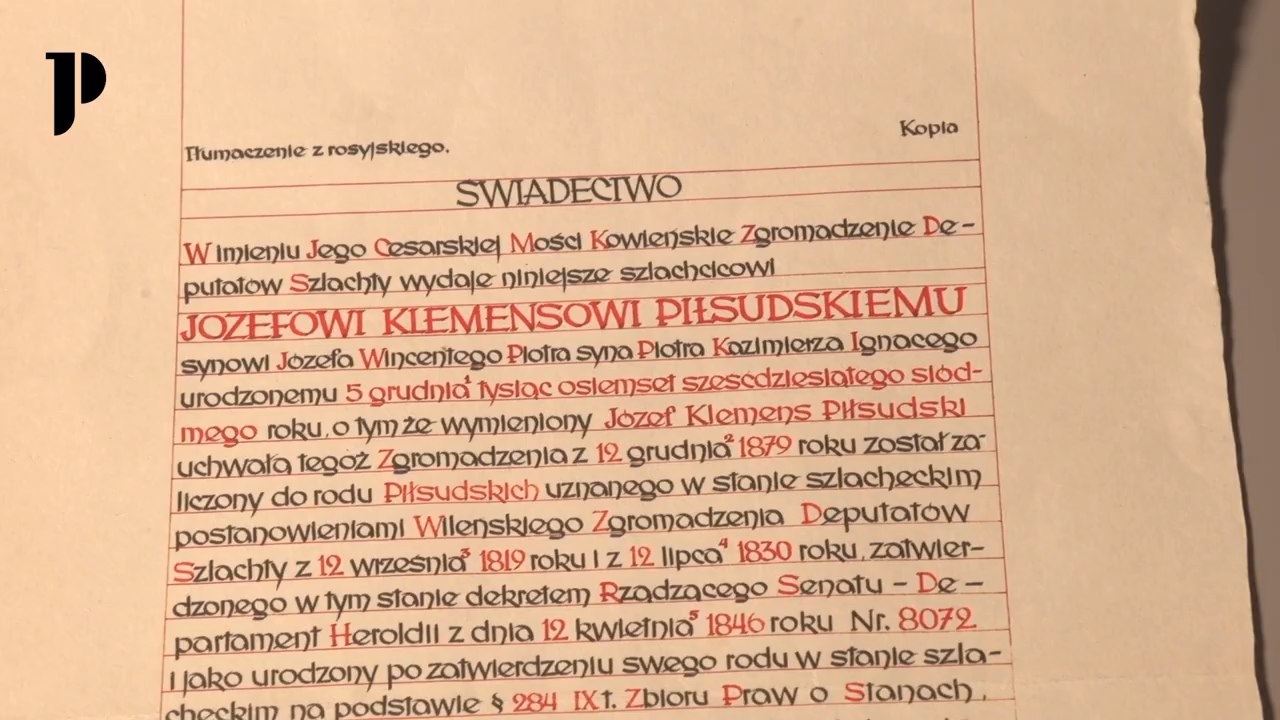 P
Kopia
Tłumaczenie z rosyjskiego.
ŚWIADECTWO
W imieniu Jego Cesarskiej Mości Kowieńskie Zgromadzenie De-
putatów Szlachty wydaje niniejsze szlachcicowi
JÓZEFOWI KLEMENSOWI PIŁSUDSKIEMU
synowi Józefa Wincentego Piotra syna Piotra Kazimierza Ignacego
urodzonemu 5 grudnia¹ tysiąc osiemset sześćdziesiątego siód-
mego roku, o tym że wymieniony Józef Klemens Piłsudski
uchwałą tegoż Zgromadzenia z 12 grudnia² 1879 roku został za-
liczony do rodu Piłsudskich uznanego w stanie szlacheckim
postanowieniami Wileńskiego Zgromadzenia Deputatów
Szlachty z 12 września³ 1819 roku i z 12 lipca⁴ 1830 roku, zatwier-
dzonego w tym stanie dekretem Rządzącego Senatu – De –
partament Heroldii z dnia 12 kwietnia⁵ 1846 roku Nr. 8072
i jako urodzony po zatwierdzeniu swego rodu w stanie szla-
checkim na podstawie § 284 IX t. Zbioru Praw o Stanach,